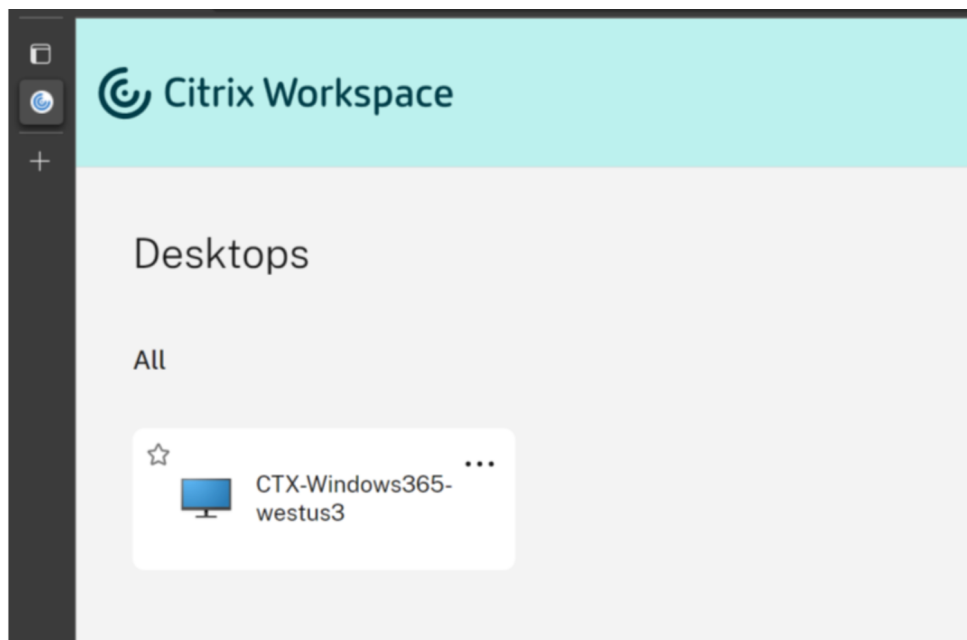 Citrix Workspace
Desktops
All
CTX-Windows365-
westus3